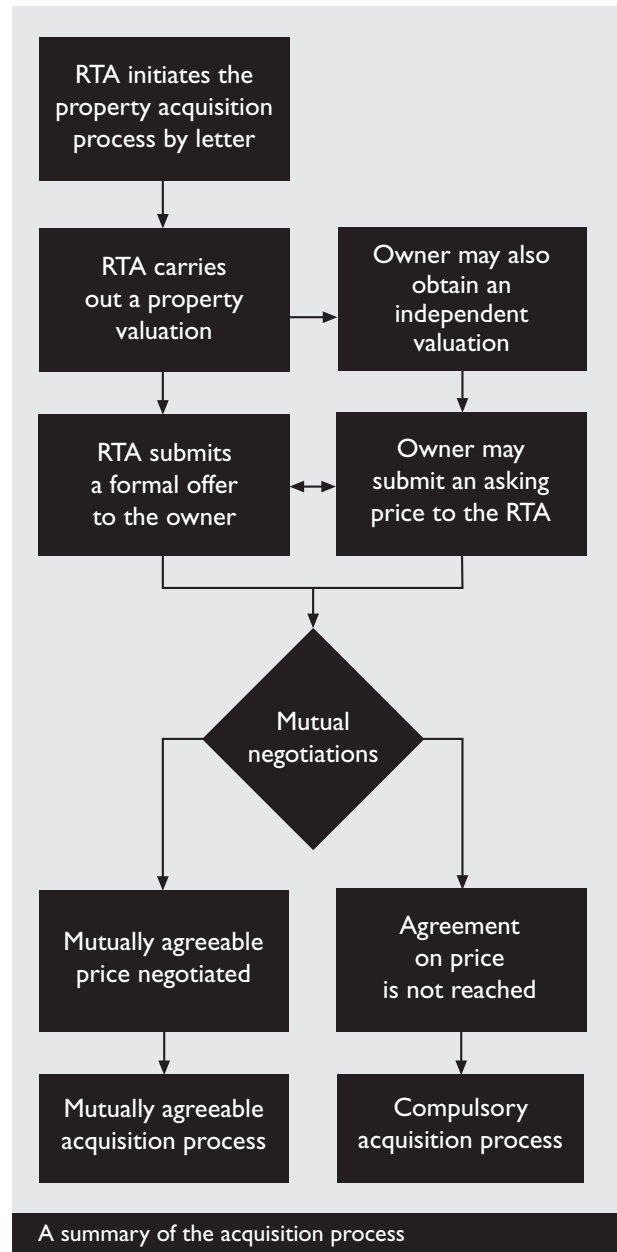 RTA initiates the
property acquisition
process by letter
RTA carries
out a property
valuation
Owner may also
obtain an
independent
valuation
RTA submits
a formal offer
to the owner
Owner may
submit an asking
price to the RTA
Mutual
negotiations
Mutually agreeable
price negotiated
Agreement
on price
is not reached
Mutually agreeable
acquisition process
Compulsory
acquisition process
A summary of the acquisition process